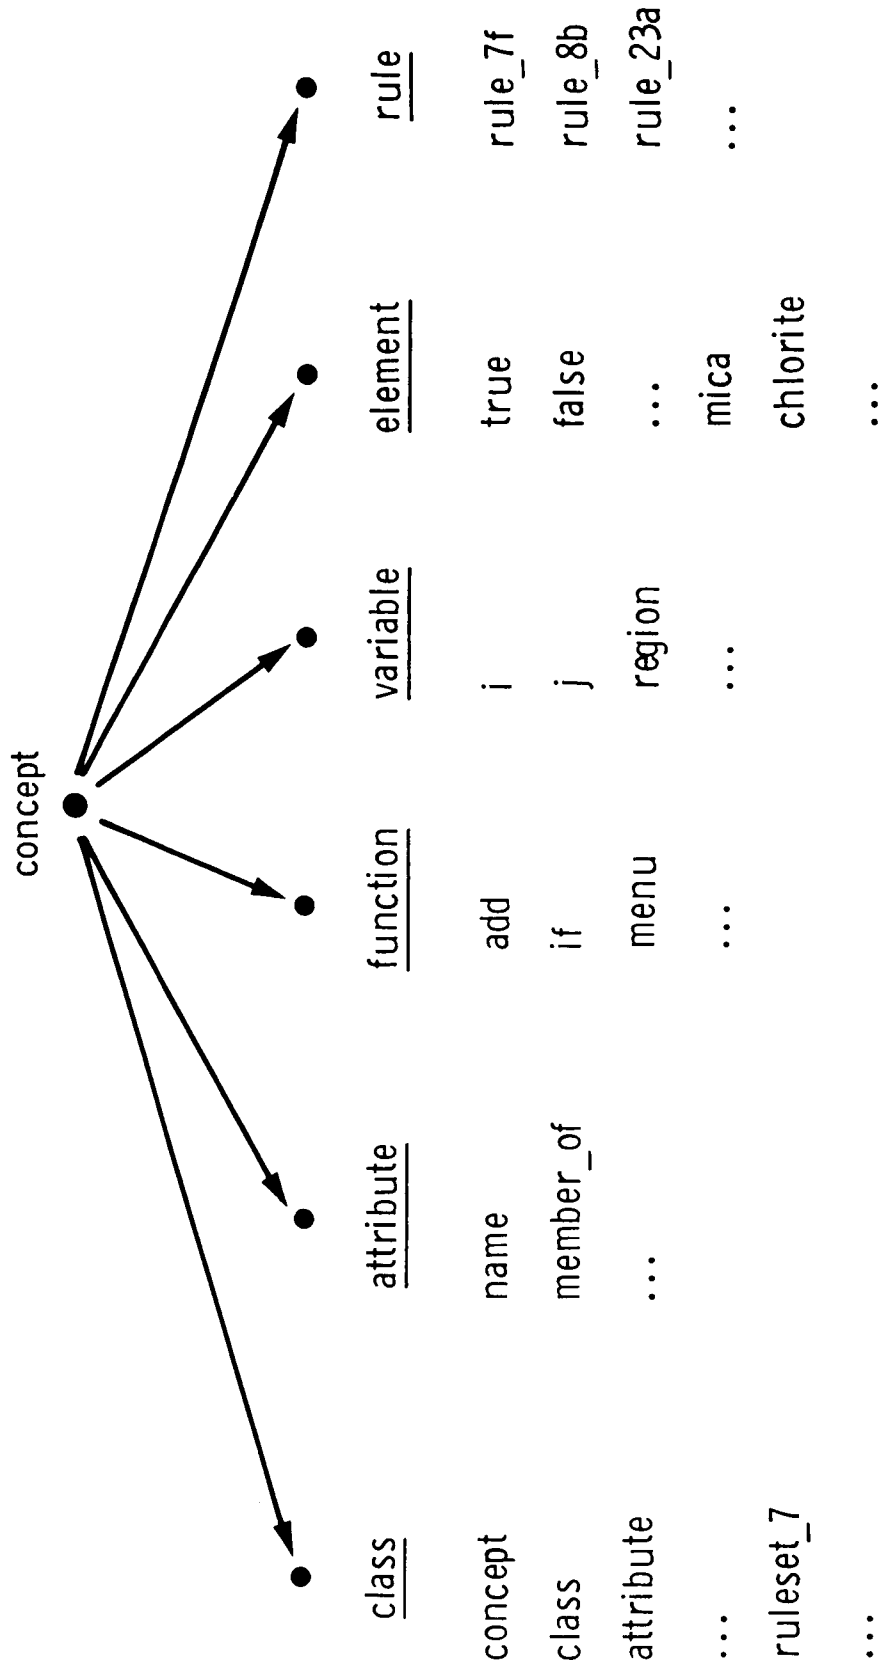 concept
class attribute function variable element rule
concept name add i true rule_7f
class member_of if j false rule_8b
attribute ... menu region ... rule_23a
... ... ... mica ...
ruleset_7 chlorite
... ...